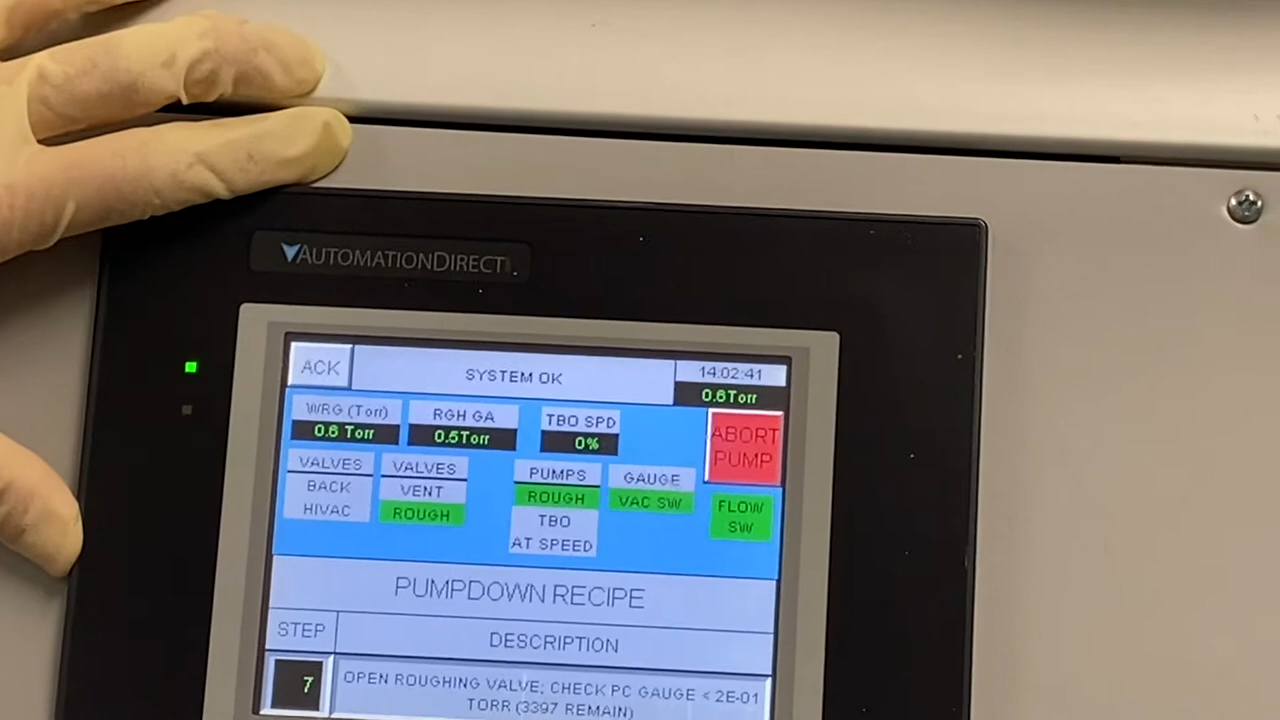 AUTOMATIONDIRECT
ACK
SYSTEM OK
14:02:41
0.6Torr
WRG (Torr)
0.6 Torr
RGH GA
0.5Torr
TBO SPD
0%
ABORT
PUMP
VALVES
BACK
HIVAC
VALVES
VENT
ROUGH
PUMPS
ROUGH
TBO
AT SPEED
GAUGE
VAC SW
FLOW
SW
PUMPDOWN RECIPE
STEP
DESCRIPTION
7
OPEN ROUGHING VALVE; CHECK PC GAUGE < 2E-01
TORR (3397 REMAIN)